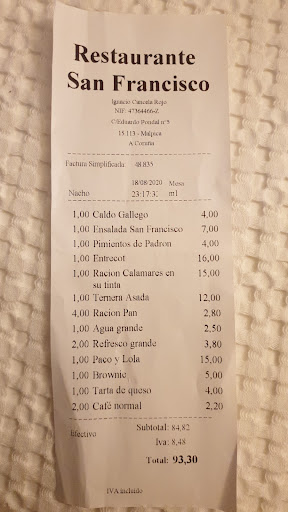 Restaurante
San Francisco
Ignacio Canosa Rojo
NIF: 47364466-Z
C/Eduardo Pondal nº5
15.113 - Malpica
A Coruña
Factura Simplificada 48.835
18/08/2020 Mesa
Nacho 23:17:3. m1
1,00 Caldo Gallego 4,00
1,00 Ensalada San Francisco 7,00
1,00 Pimientos de Padron 4,00
1,00 Entrecot 16,00
1,00 Racion Calamares en 15,00
su tinta
1,00 Ternera Asada 12,00
4,00 Racion Pan 2,80
1,00 Agua grande 2,50
2,00 Refresco grande 3,80
1,00 Paco y Lola 15,00
1,00 Brownie 5,00
1,00 Tarta de queso 4,00
2,00 Café normal 2,20
Subtotal: 84,82
Efectivo Iva: 8,48
Total: 93,30
IVA incluido